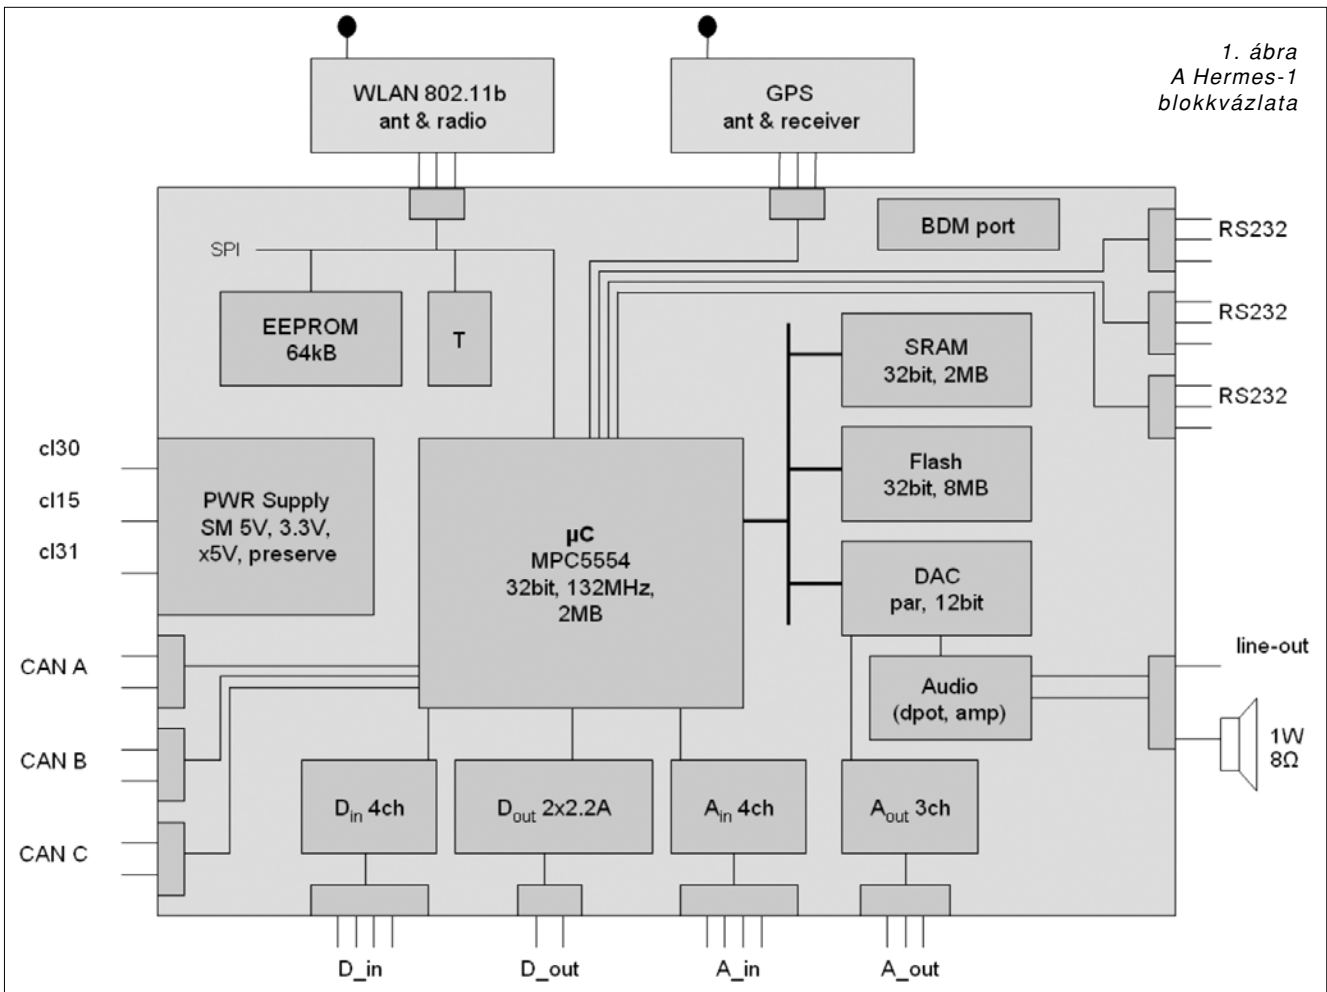 1. ábra
A Hermes-1
blokkvázlata
WLAN 802.11b
ant & radio
GPS
ant & receiver
BDM port
RS232
SPI
EEPROM
64kB
T
RS232
SRAM
32bit, 2MB
RS232
cl30
cl15
cl31
PWR Supply
SM 5V, 3.3V,
x5V, preserve
µC
MPC5554
32bit, 132MHz,
2MB
Flash
32bit, 8MB
DAC
par, 12bit
Audio
(dpot, amp)
line-out
1W
8Ω
CAN A
CAN B
CAN C
Din 4ch
Dout 2x2.2A
Ain 4ch
Aout 3ch
D_in
D_out
A_in
A_out